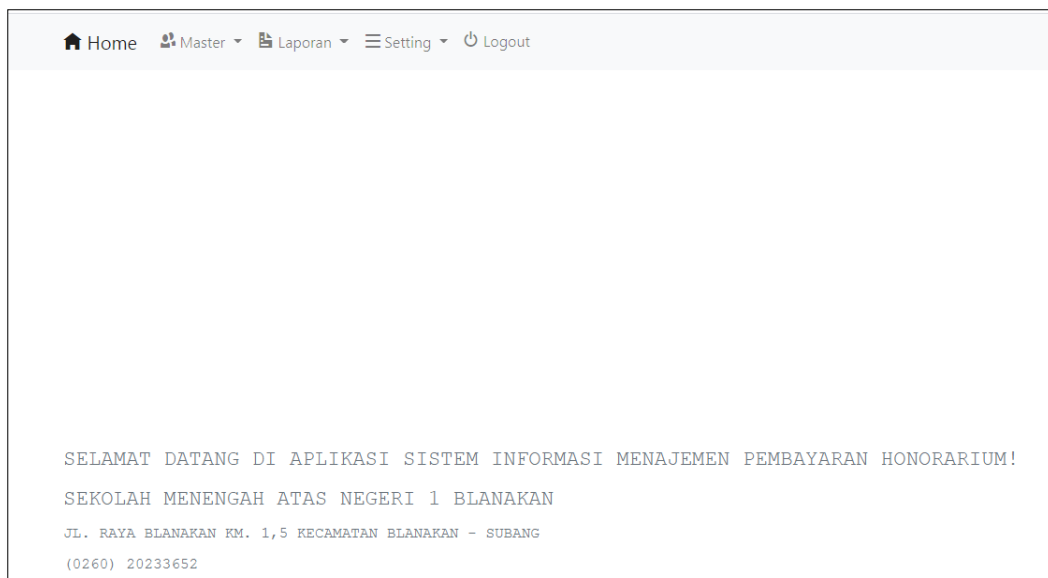 Home Master Laporan Setting Logout
SELAMAT DATANG DI APLIKASI SISTEM INFORMASI MENAJEMEN PEMBAYARAN HONORARIUM!
SEKOLAH MENENGAH ATAS NEGERI 1 BLANAKAN
JL. RAYA BLANAKAN KM. 1,5 KECAMATAN BLANAKAN - SUBANG
(0260) 20233652